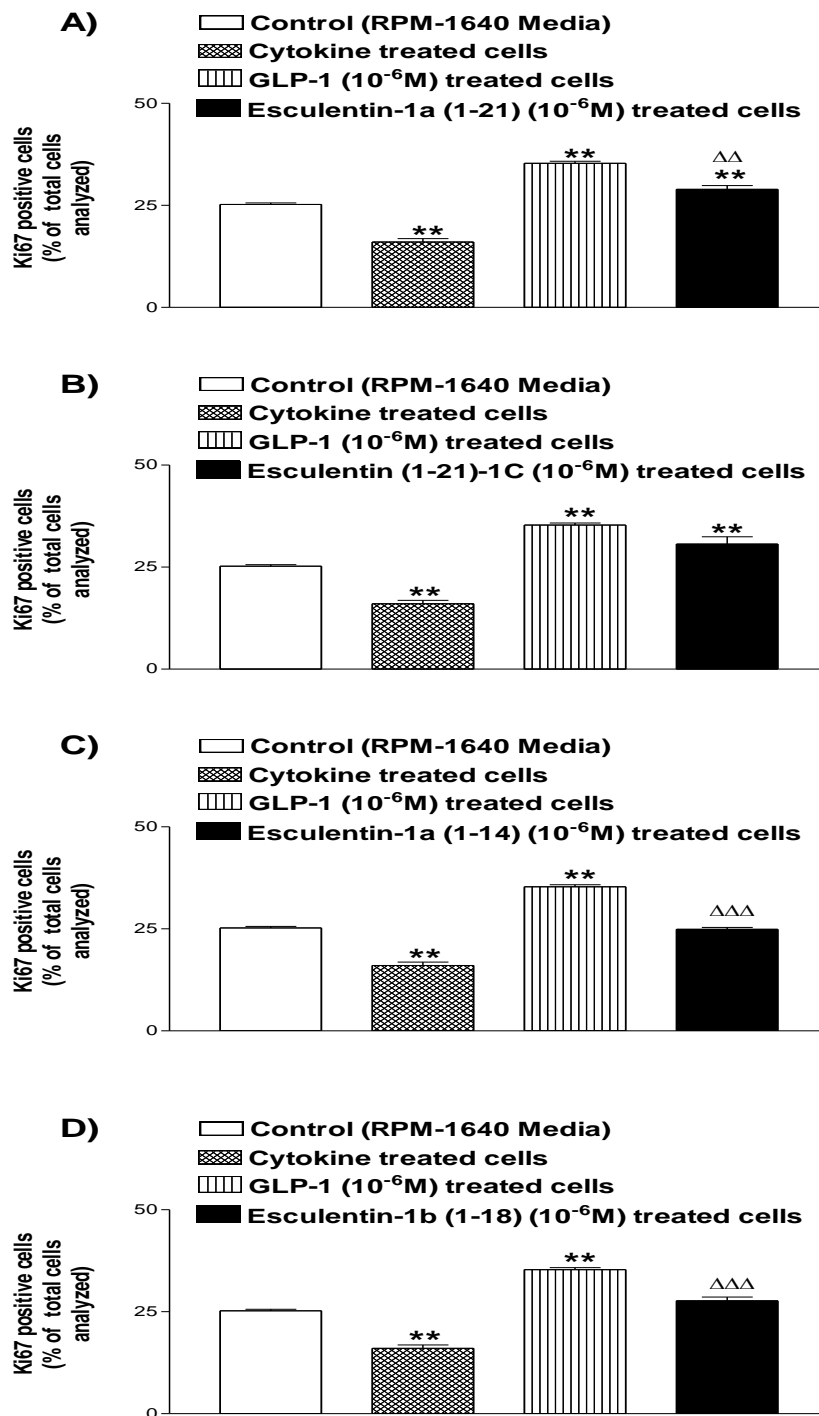 A)
Control (RPM-1640 Media)
Cytokine treated cells
GLP-1 (10⁻⁶M) treated cells
Esculentin-1a (1-21) (10⁻⁶M) treated cells
Ki67 positive cells
(% of total cells
analyzed)
50
25
0
**
**
ΔΔ
**
B)
Control (RPM-1640 Media)
Cytokine treated cells
GLP-1 (10⁻⁶M) treated cells
Esculentin (1-21)-1C (10⁻⁶M) treated cells
Ki67 positive cells
(% of total cells
analyzed)
50
25
0
**
**
**
C)
Control (RPM-1640 Media)
Cytokine treated cells
GLP-1 (10⁻⁶M) treated cells
Esculentin-1a (1-14) (10⁻⁶M) treated cells
Ki67 positive cells
(% of total cells
analyzed)
50
25
0
**
**
ΔΔΔ
D)
Control (RPM-1640 Media)
Cytokine treated cells
GLP-1 (10⁻⁶M) treated cells
Esculentin-1b (1-18) (10⁻⁶M) treated cells
Ki67 positive cells
(% of total cells
analyzed)
50
25
0
**
**
ΔΔΔ